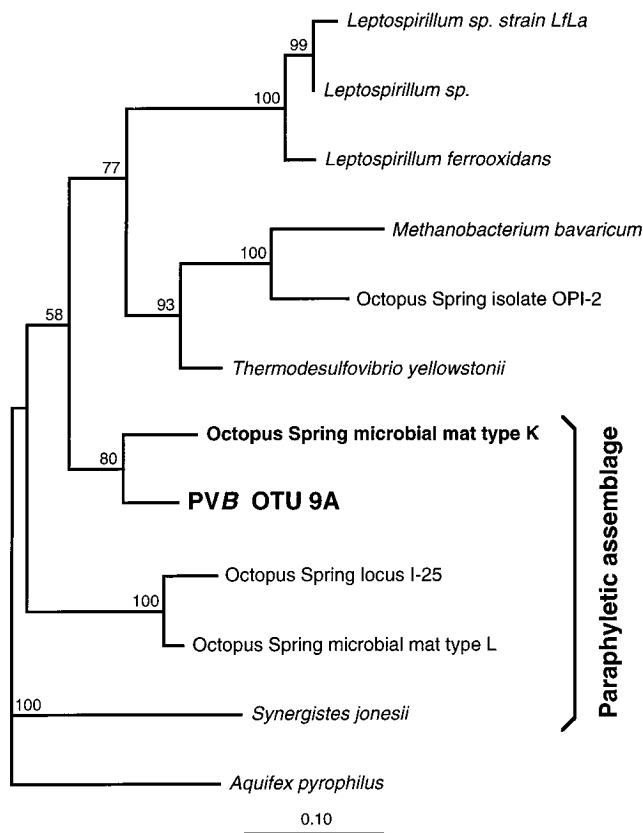 Leptospirillum sp. strain LfLa
99
Leptospirillum sp.
100
Leptospirillum ferrooxidans
77
Methanobacterium bavaricum
100
Octopus Spring isolate OPI-2
93
58
Thermodesulfovibrio yellowstonii
Octopus Spring microbial mat type K
80
PVB OTU 9A
Octopus Spring locus I-25
100
Octopus Spring microbial mat type L
Paraphyletic assemblage
100
Synergistes jonesii
Aquifex pyrophilus
0.10